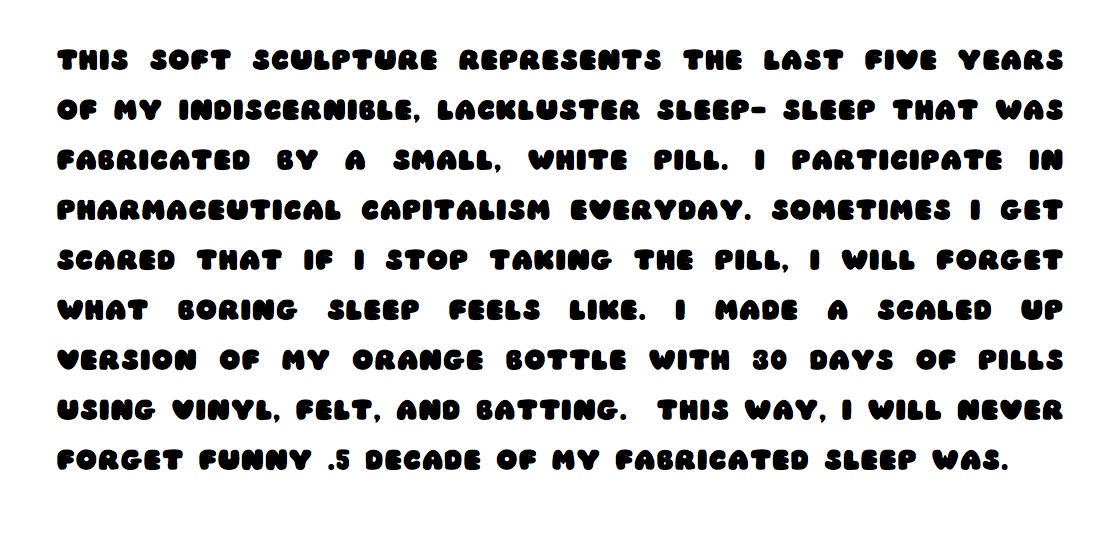 THIS SOFT SCULPTURE REPRESENTS THE LAST FIVE YEARS
OF MY INDISCERNIBLE, LACKLUSTER SLEEP- SLEEP THAT WAS
FABRICATED BY A SMALL, WHITE PILL. I PARTICIPATE IN
PHARMACEUTICAL CAPITALISM EVERYDAY. SOMETIMES I GET
SCARED THAT IF I STOP TAKING THE PILL, I WILL FORGET
WHAT BORING SLEEP FEELS LIKE. I MADE A SCALED UP
VERSION OF MY ORANGE BOTTLE WITH 30 DAYS OF PILLS
USING VINYL, FELT, AND BATTING. THIS WAY, I WILL NEVER
FORGET FUNNY .5 DECADE OF MY FABRICATED SLEEP WAS.